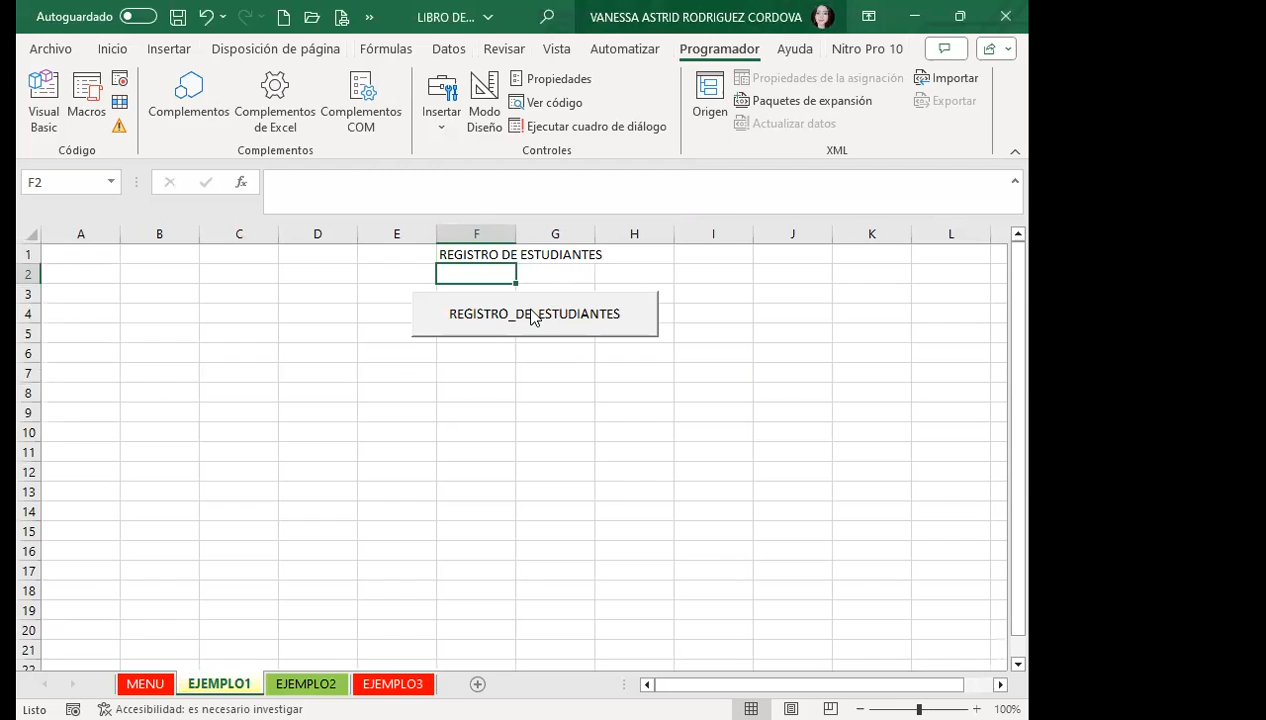 Autoguardado LIBRO DE... VANESSA ASTRID RODRIGUEZ CORDOVA
Archivo Inicio Insertar Disposición de página Fórmulas Datos Revisar Vista Automatizar Programador Ayuda Nitro Pro 10
Visual Basic
Macros
Código
Complementos
Complementos de Excel
Complementos COM
Complementos
Insertar
Modo Diseño
Propiedades
Ver código
Ejecutar cuadro de diálogo
Controles
Origen
Propiedades de la asignación
Paquetes de expansión
Actualizar datos
Importar
Exportar
XML
F2
fx
A B C D E F G H I J K L
1 REGISTRO DE ESTUDIANTES
2
3
4 REGISTRO_DE ESTUDIANTES
5
6
7
8
9
10
11
12
13
14
15
16
17
18
19
20
21
22
MENU EJEMPLO1 EJEMPLO2 EJEMPLO3
Listo Accesibilidad: es necesario investigar 100%